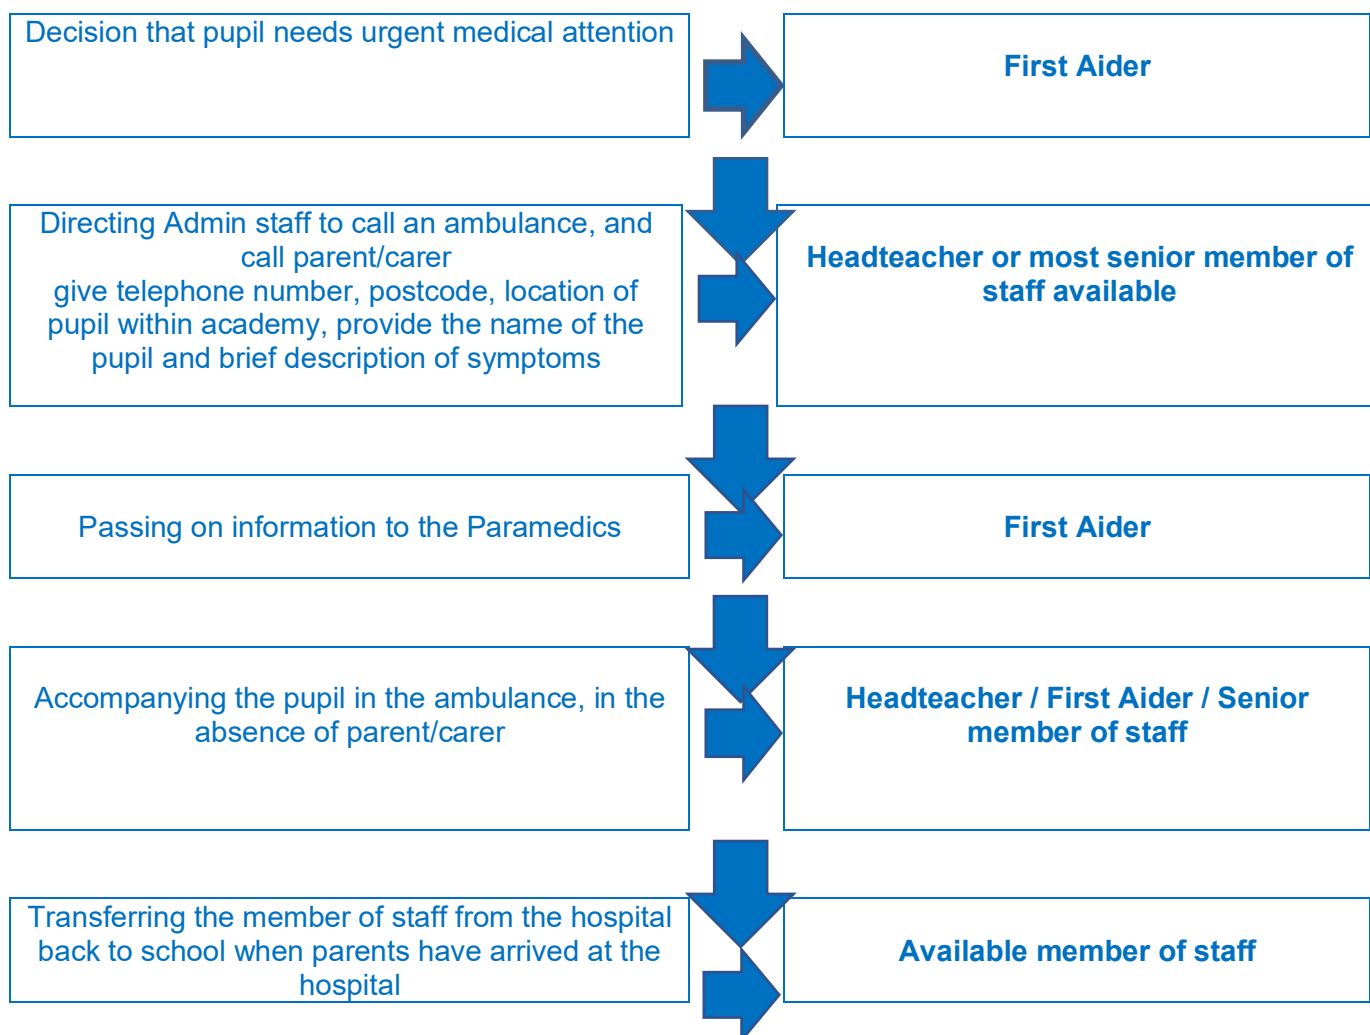 Decision that pupil needs urgent medical attention
First Aider
Directing Admin staff to call an ambulance, and
call parent/carer
give telephone number, postcode, location of
pupil within academy, provide the name of the
pupil and brief description of symptoms
Headteacher or most senior member of
staff available
Passing on information to the Paramedics
First Aider
Accompanying the pupil in the ambulance, in the
absence of parent/carer
Headteacher / First Aider / Senior
member of staff
Transferring the member of staff from the hospital
back to school when parents have arrived at the
hospital
Available member of staff